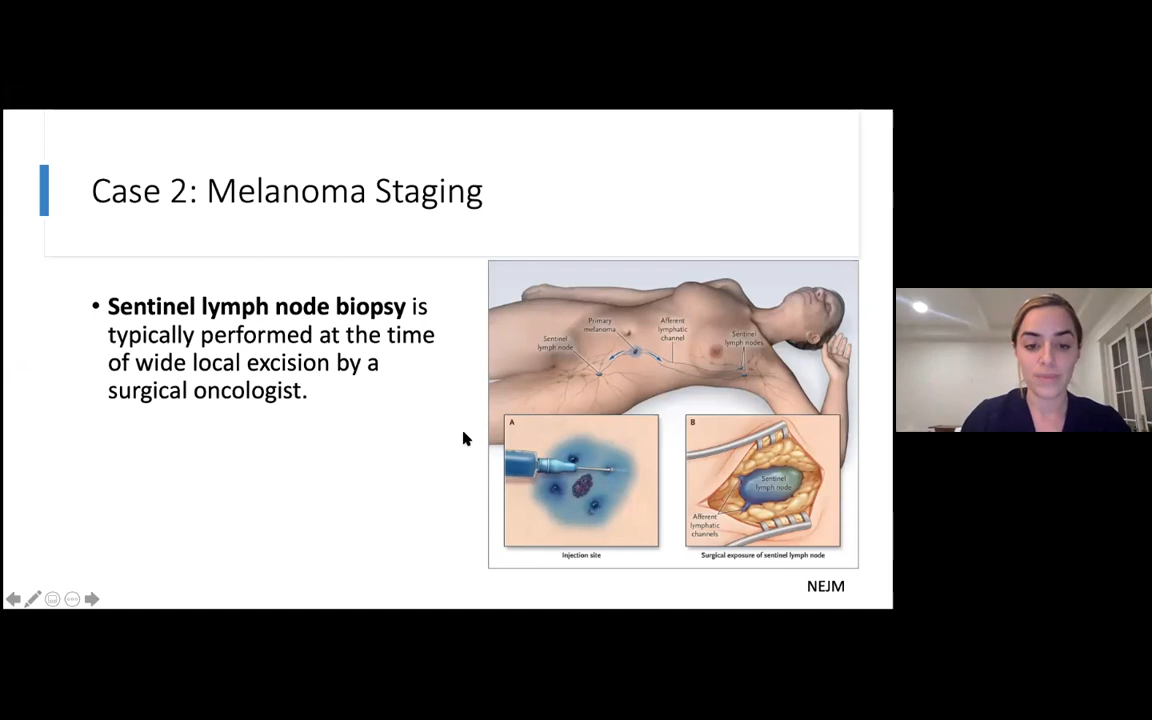 Case 2: Melanoma Staging
• Sentinel lymph node biopsy is
typically performed at the time
of wide local excision by a
surgical oncologist.
Primary
melanoma
Afferent
lymphatic
channel
Sentinel
lymph node
Sentinel
lymph nodes
A
Injection site
B
Sentinel
lymph node
Afferent
lymphatic
channels
Surgical exposure of sentinel lymph node
NEJM